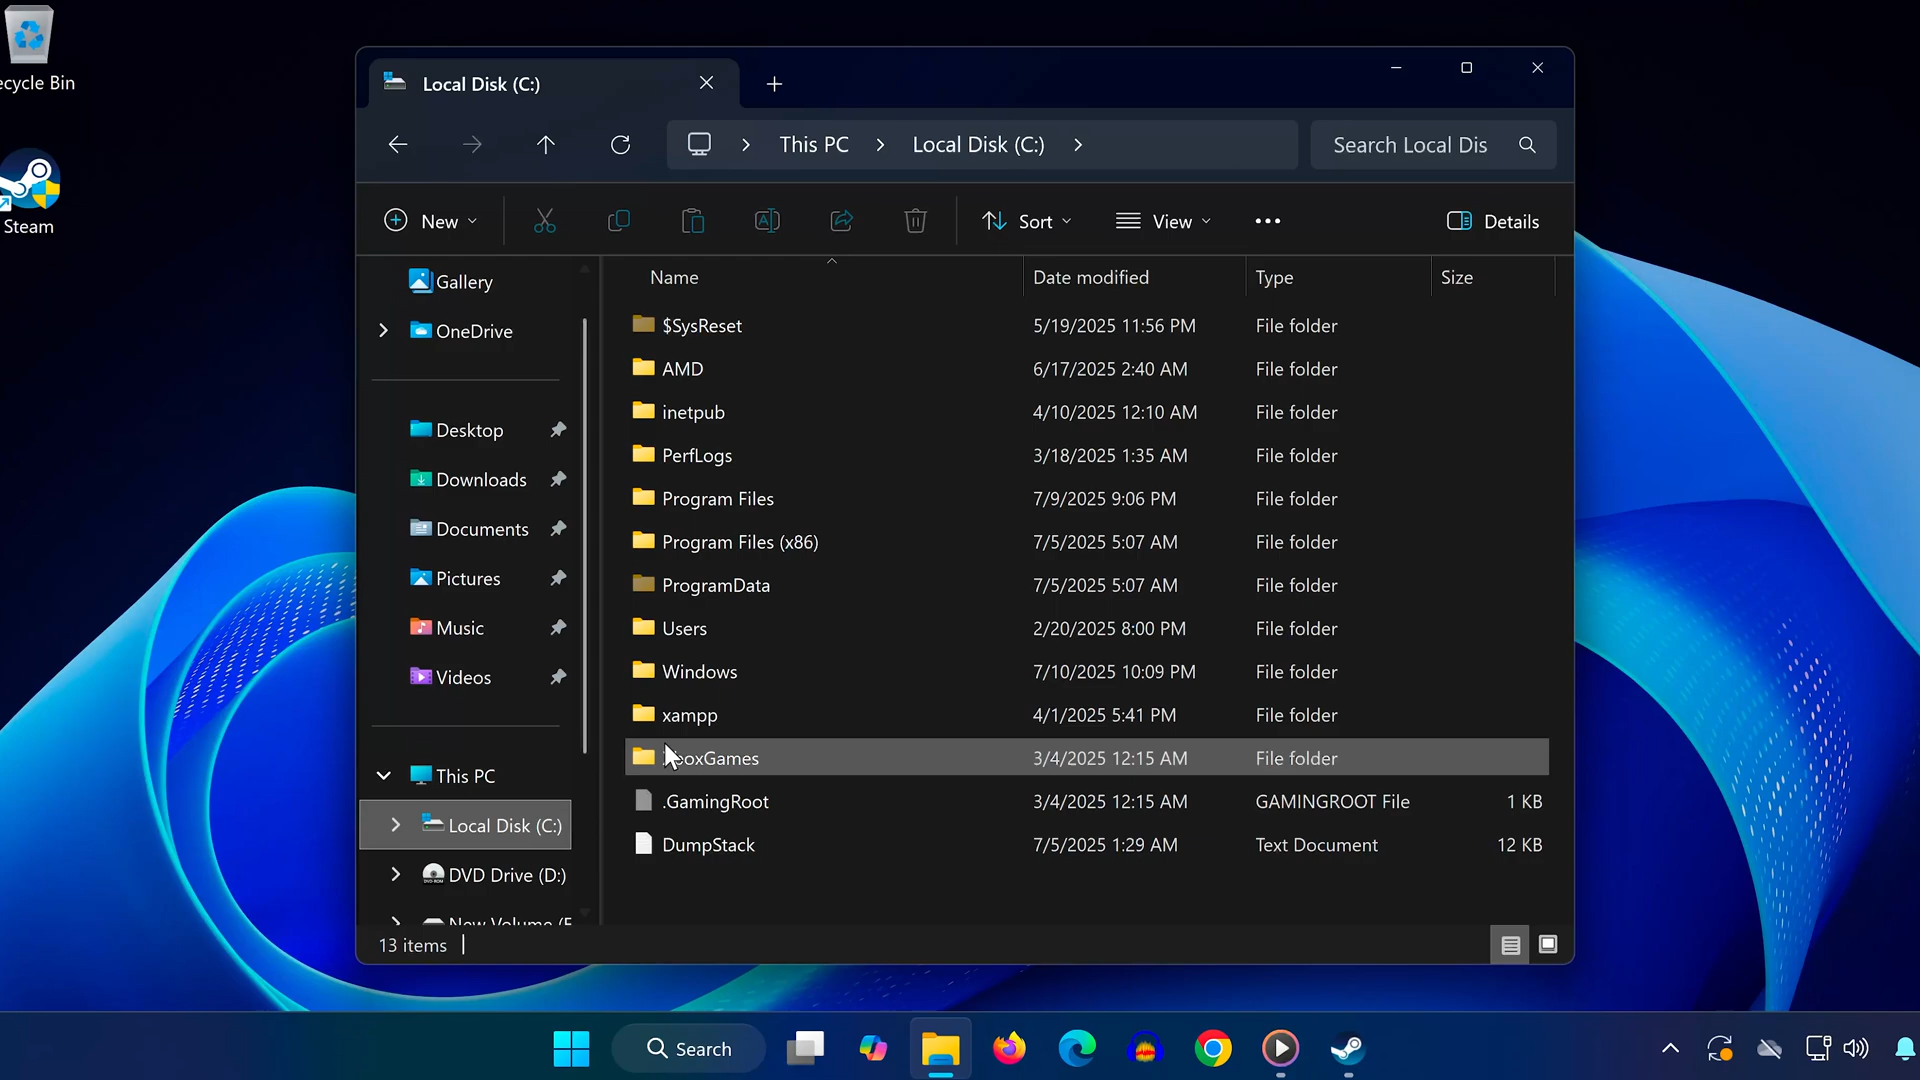 ecycle Bin
Steam
Local Disk (C:)
This PC
Local Disk (C:)
Search Local Dis
New
Sort
View
Details
Gallery
OneDrive
Desktop
Downloads
Documents
Pictures
Music
Videos
This PC
Local Disk (C:)
DVD Drive (D:)
New Volume (E
Name Date modified Type Size
$SysReset 5/19/2025 11:56 PM File folder
AMD 6/17/2025 2:40 AM File folder
inetpub 4/10/2025 12:10 AM File folder
PerfLogs 3/18/2025 1:35 AM File folder
Program Files 7/9/2025 9:06 PM File folder
Program Files (x86) 7/5/2025 5:07 AM File folder
ProgramData 7/5/2025 5:07 AM File folder
Users 2/20/2025 8:00 PM File folder
Windows 7/10/2025 10:09 PM File folder
xampp 4/1/2025 5:41 PM File folder
oxGames 3/4/2025 12:15 AM File folder
.GamingRoot 3/4/2025 12:15 AM GAMINGROOT File 1 KB
DumpStack 7/5/2025 1:29 AM Text Document 12 KB
13 items
Search